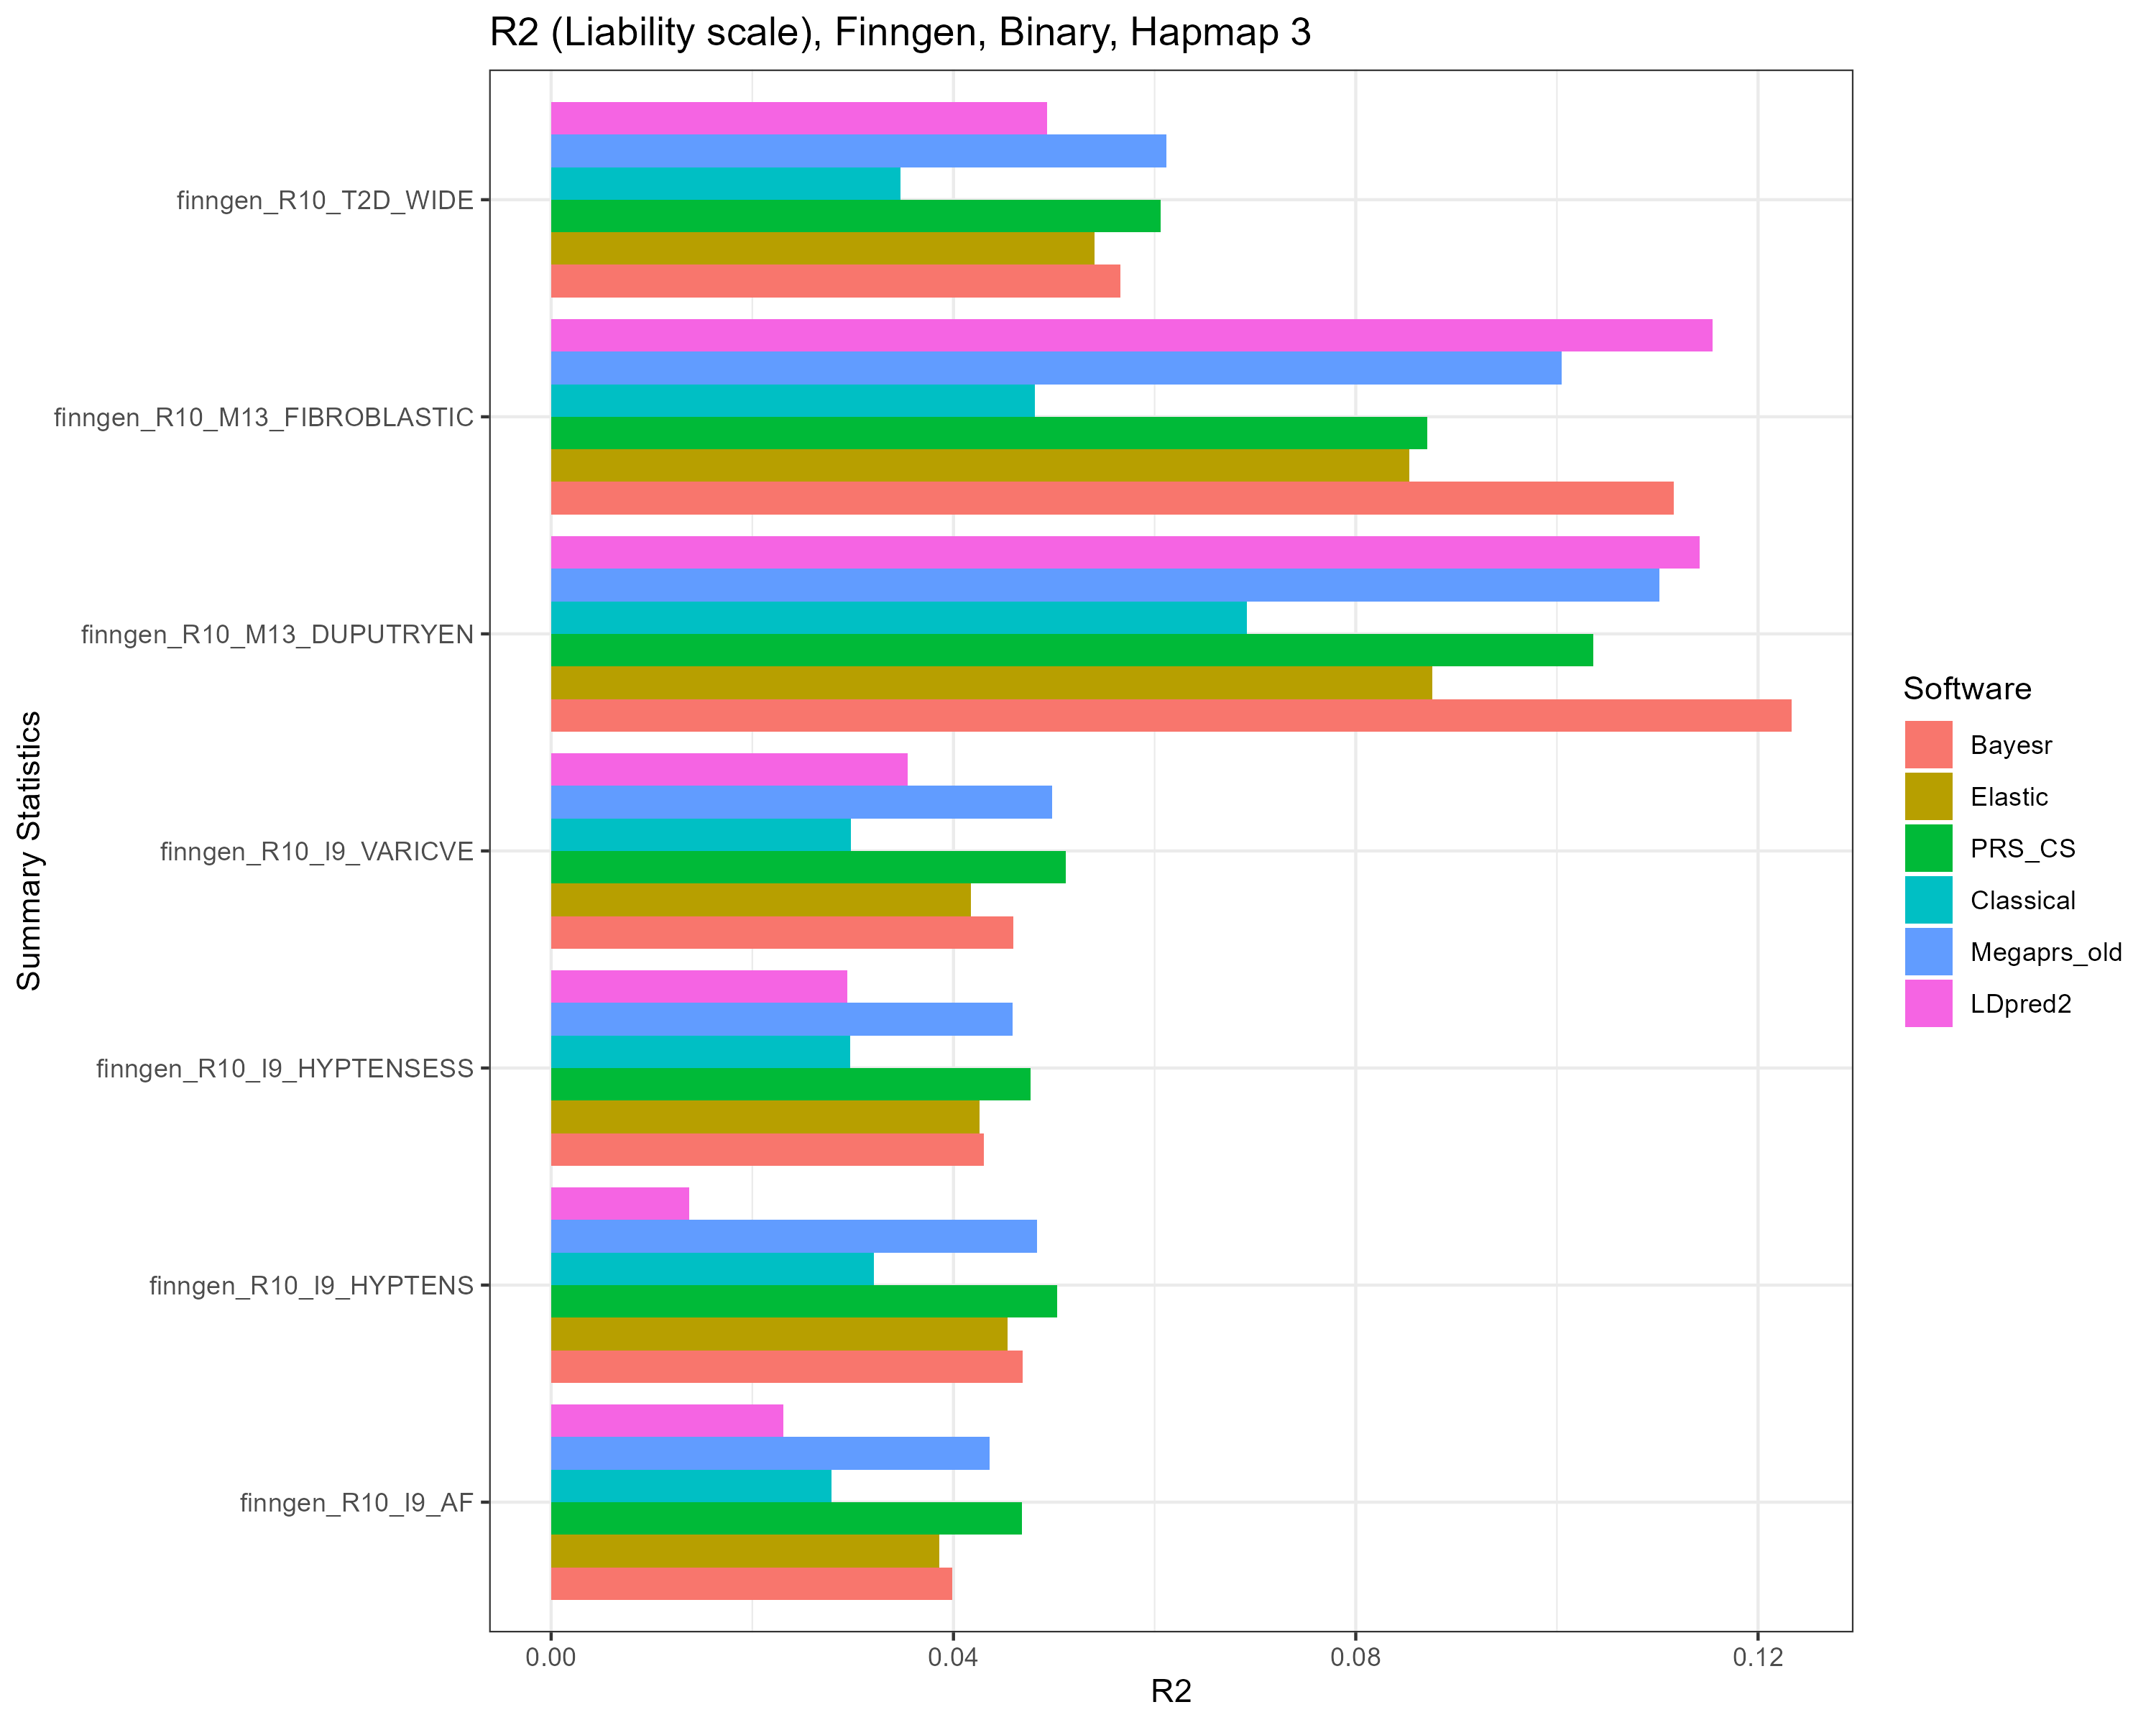 R2 (Liability scale), Finngen, Binary, Hapmap 3
Summary Statistics
finngen_R10_T2D_WIDE
finngen_R10_M13_FIBROBLASTIC
finngen_R10_M13_DUPUTRYEN
finngen_R10_I9_VARICVE
finngen_R10_I9_HYPTENSESS
finngen_R10_I9_HYPTENS
finngen_R10_I9_AF
0.00
0.04
0.08
0.12
R2
Software
Bayesr
Elastic
PRS_CS
Classical
Megaprs_old
LDpred2